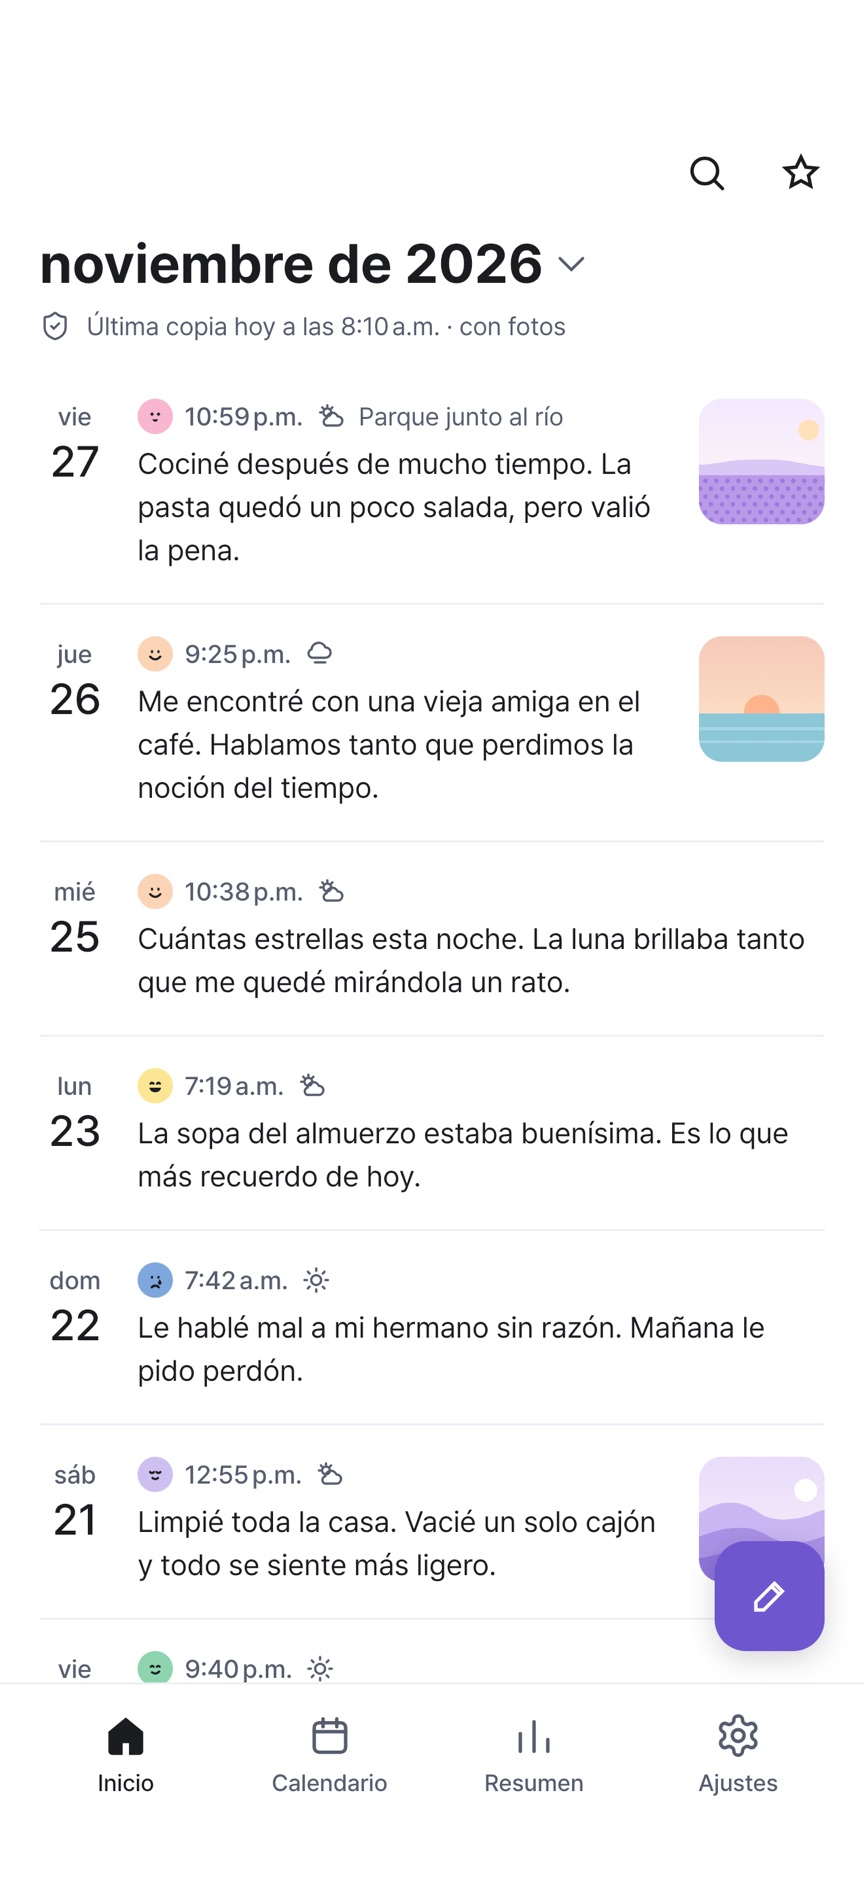 noviembre de 2026
Última copia hoy a las 8:10 a.m. · con fotos
vie
27
10:59 p.m. Parque junto al río
Cociné después de mucho tiempo. La
pasta quedó un poco salada, pero valió
la pena.
jue
26
9:25 p.m.
Me encontré con una vieja amiga en el
café. Hablamos tanto que perdimos la
noción del tiempo.
mié
25
10:38 p.m.
Cuántas estrellas esta noche. La luna brillaba tanto
que me quedé mirándola un rato.
lun
23
7:19 a.m.
La sopa del almuerzo estaba buenísima. Es lo que
más recuerdo de hoy.
dom
22
7:42 a.m.
Le hablé mal a mi hermano sin razón. Mañana le
pido perdón.
sáb
21
12:55 p.m.
Limpié toda la casa. Vacié un solo cajón
y todo se siente más ligero.
vie
9:40 p.m.
Inicio
Calendario
Resumen
Ajustes